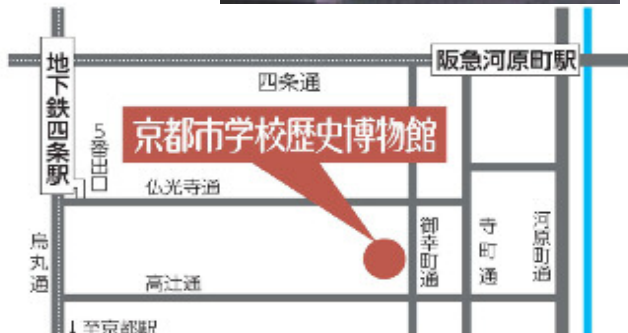 地下鉄四条駅
阪急河原町駅
四条通
5番出口
京都市学校歴史博物館
仏光寺通
烏丸通
御幸町通
寺町通
河原町通
高辻通
↓至京都駅